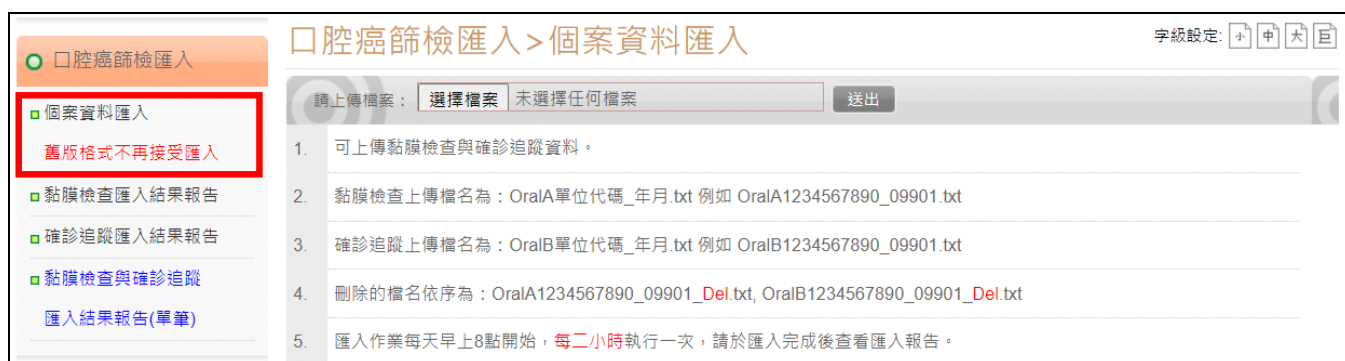 口腔癌篩檢匯入
個案資料匯入
舊版格式不再接受匯入
黏膜檢查匯入結果報告
確診追蹤匯入結果報告
黏膜檢查與確診追蹤
匯入結果報告(單筆)
口腔癌篩檢匯入>個案資料匯入
字級設定: 小 中 大 巨
請上傳檔案： 選擇檔案 未選擇任何檔案 送出
1. 可上傳黏膜檢查與確診追蹤資料。
2. 黏膜檢查上傳檔名為：OralA單位代碼_年月.txt 例如 OralA1234567890_09901.txt
3. 確診追蹤上傳檔名為：OralB單位代碼_年月.txt 例如 OralB1234567890_09901.txt
4. 刪除的檔名依序為：OralA1234567890_09901_Del.txt, OralB1234567890_09901_Del.txt
5. 匯入作業每天早上8點開始，每二小時執行一次，請於匯入完成後查看匯入報告。